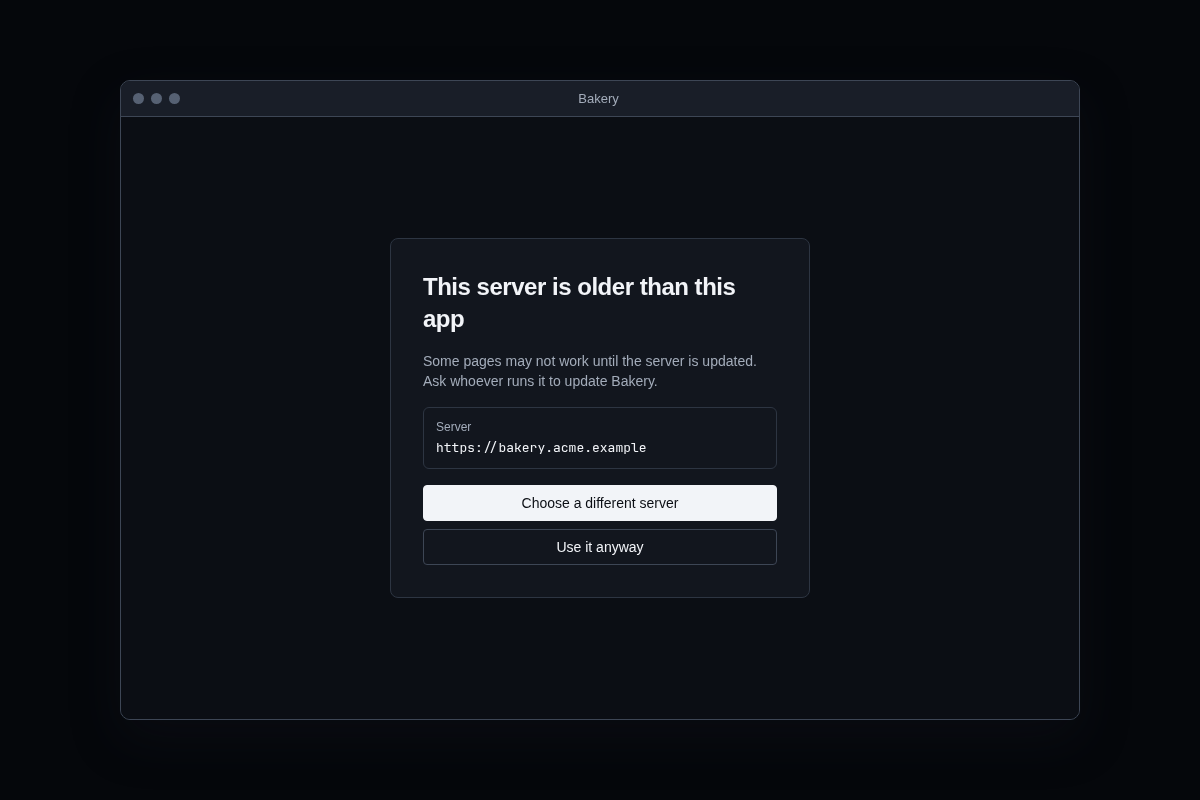 Bakery
This server is older than this
app
Some pages may not work until the server is updated.
Ask whoever runs it to update Bakery.
Server
https://bakery.acme.example
Choose a different server
Use it anyway